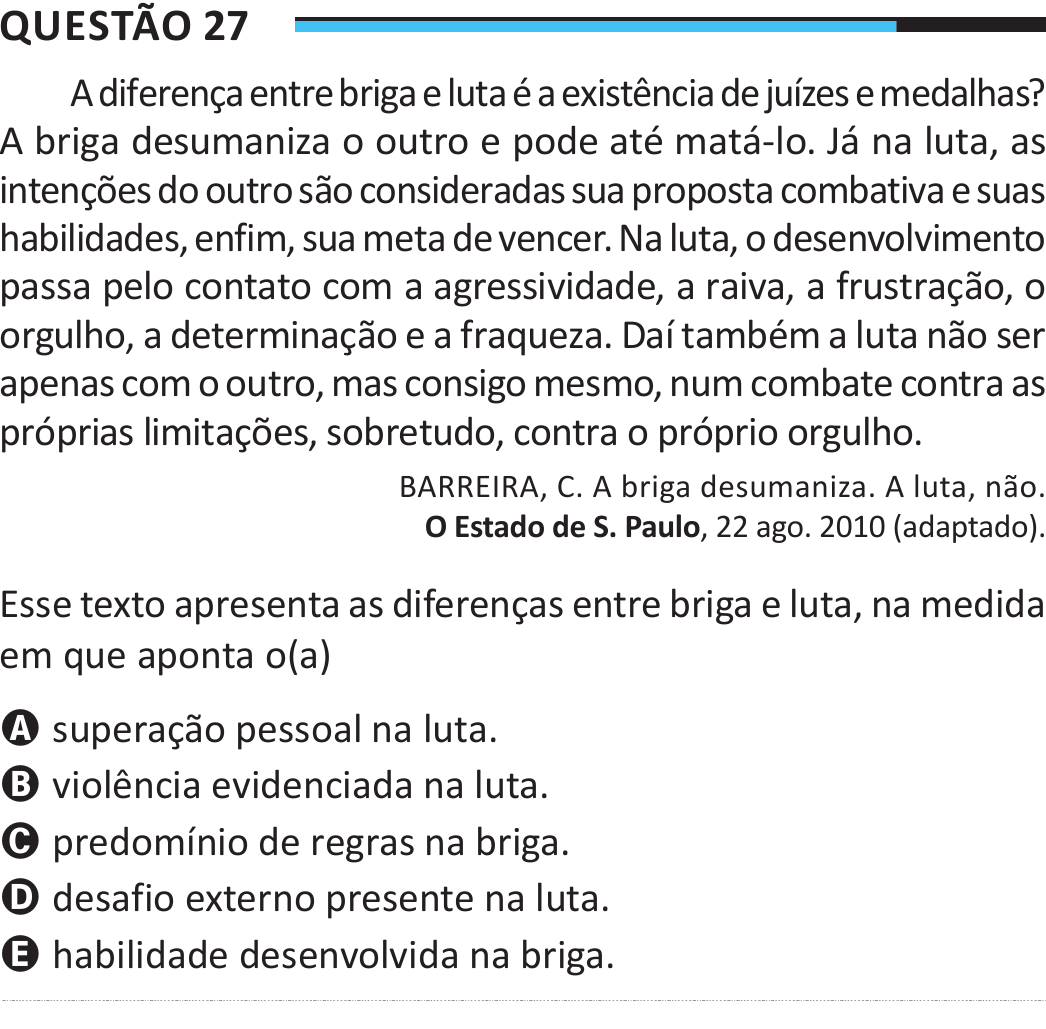 QUESTÃO 27
A diferença entre briga e luta é a existência de juízes e medalhas?
A briga desumaniza o outro e pode até matá-lo. Já na luta, as
intenções do outro são consideradas sua proposta combativa e suas
habilidades, enfim, sua meta de vencer. Na luta, o desenvolvimento
passa pelo contato com a agressividade, a raiva, a frustração, o
orgulho, a determinação e a fraqueza. Daí também a luta não ser
apenas com o outro, mas consigo mesmo, num combate contra as
próprias limitações, sobretudo, contra o próprio orgulho.
BARREIRA, C. A briga desumaniza. A luta, não.
O Estado de S. Paulo, 22 ago. 2010 (adaptado).
Esse texto apresenta as diferenças entre briga e luta, na medida
em que aponta o(a)
A superação pessoal na luta.
B violência evidenciada na luta.
C predomínio de regras na briga.
D desafio externo presente na luta.
E habilidade desenvolvida na briga.